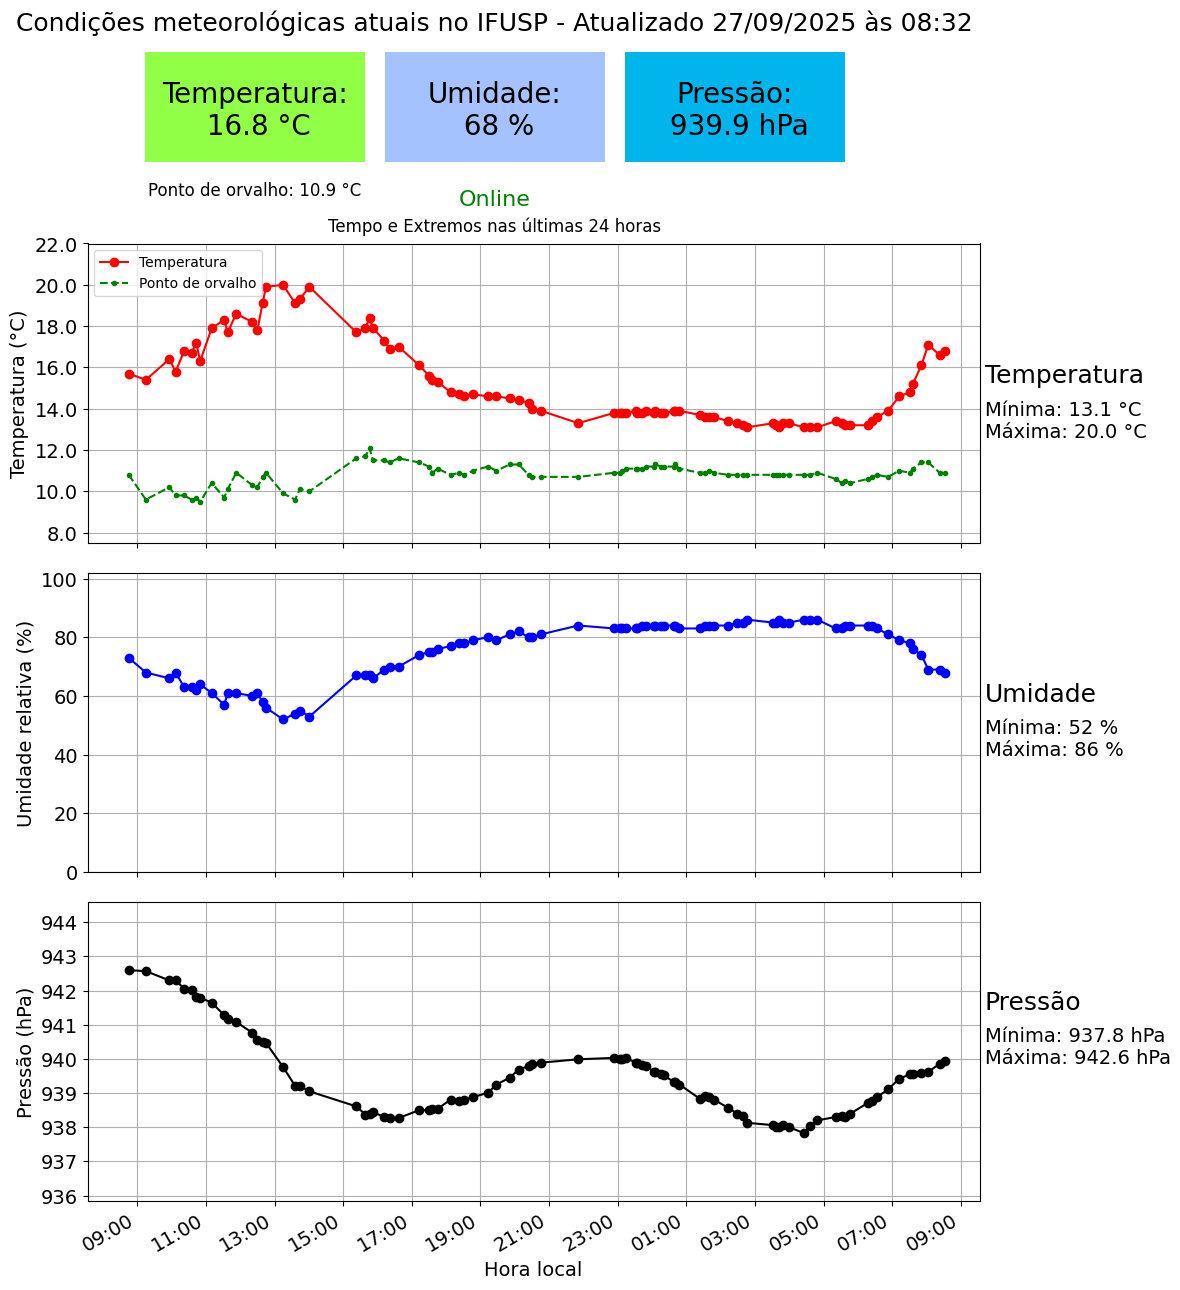 Condições meteorológicas atuais no IFUSP - Atualizado 27/09/2025 às 08:32
Temperatura:
16.8 °C
Umidade:
68 %
Pressão:
939.9 hPa
Ponto de orvalho: 10.9 °C
Online
Tempo e Extremos nas últimas 24 horas
Temperatura (°C)
22.0
20.0
18.0
16.0
14.0
12.0
10.0
8.0
Temperatura
Ponto de orvalho
Temperatura
Mínima: 13.1 °C
Máxima: 20.0 °C
Umidade relativa (%)
100
80
60
40
20
0
Umidade
Mínima: 52 %
Máxima: 86 %
Pressão (hPa)
944
943
942
941
940
939
938
937
936
Pressão
Mínima: 937.8 hPa
Máxima: 942.6 hPa
09:00
11:00
13:00
15:00
17:00
19:00
21:00
23:00
01:00
03:00
05:00
07:00
09:00
Hora local